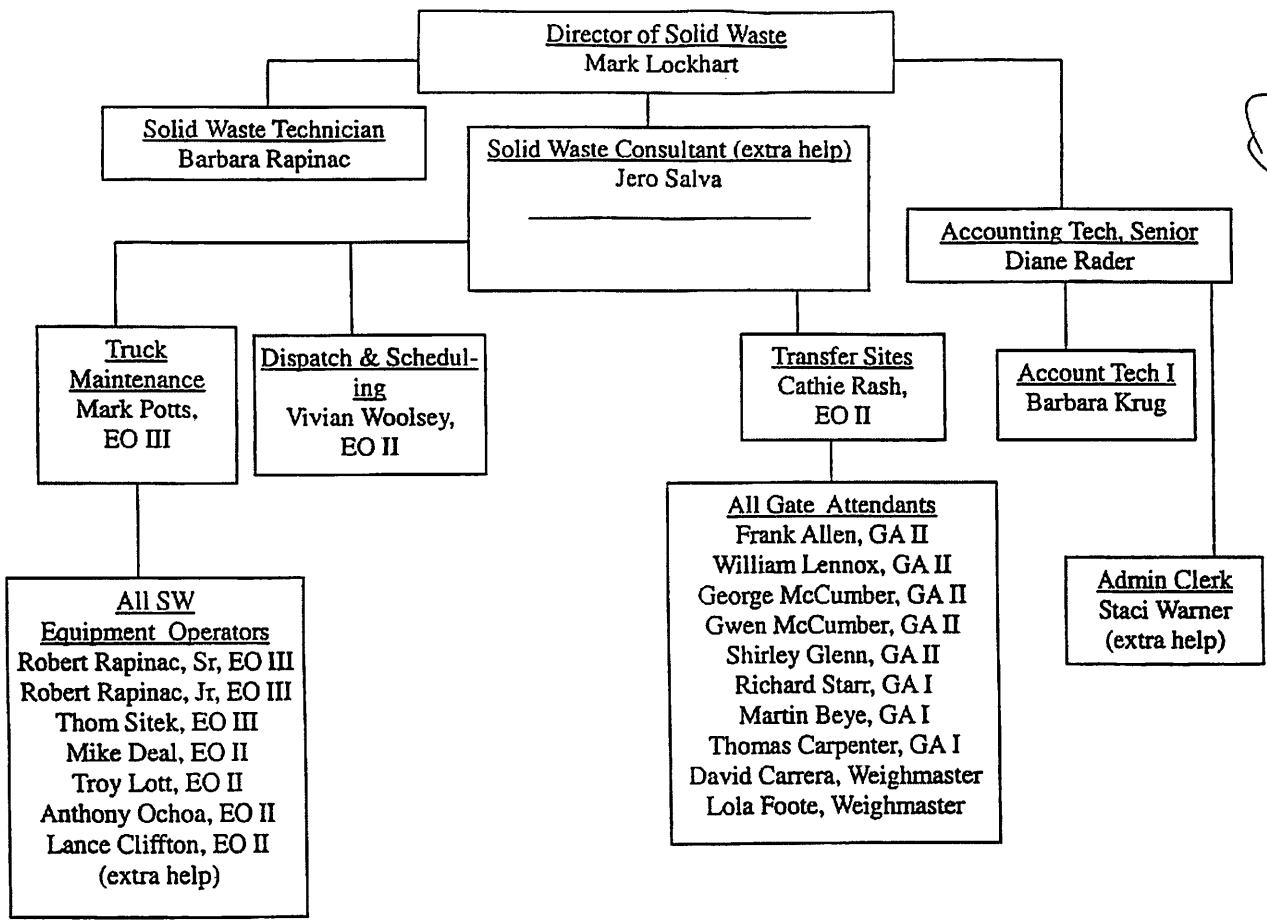 Director of Solid Waste
Mark Lockhart
Solid Waste Technician
Barbara Rapinac
Solid Waste Consultant (extra help)
Jero Salva
Accounting Tech, Senior
Diane Rader
Truck
Maintenance
Mark Potts,
EO III
Dispatch & Schedul-
ing
Vivian Woolsey,
EO II
Transfer Sites
Cathie Rash,
EO II
Account Tech I
Barbara Krug
All SW
Equipment Operators
Robert Rapinac, Sr, EO III
Robert Rapinac, Jr, EO III
Thom Sitek, EO III
Mike Deal, EO II
Troy Lott, EO II
Anthony Ochoa, EO II
Lance Cliffton, EO II
(extra help)
All Gate Attendants
Frank Allen, GA II
William Lennox, GA II
George McCumber, GA II
Gwen McCumber, GA II
Shirley Glenn, GA II
Richard Starr, GA I
Martin Beye, GA I
Thomas Carpenter, GA I
David Carrera, Weighmaster
Lola Foote, Weighmaster
Admin Clerk
Staci Warner
(extra help)